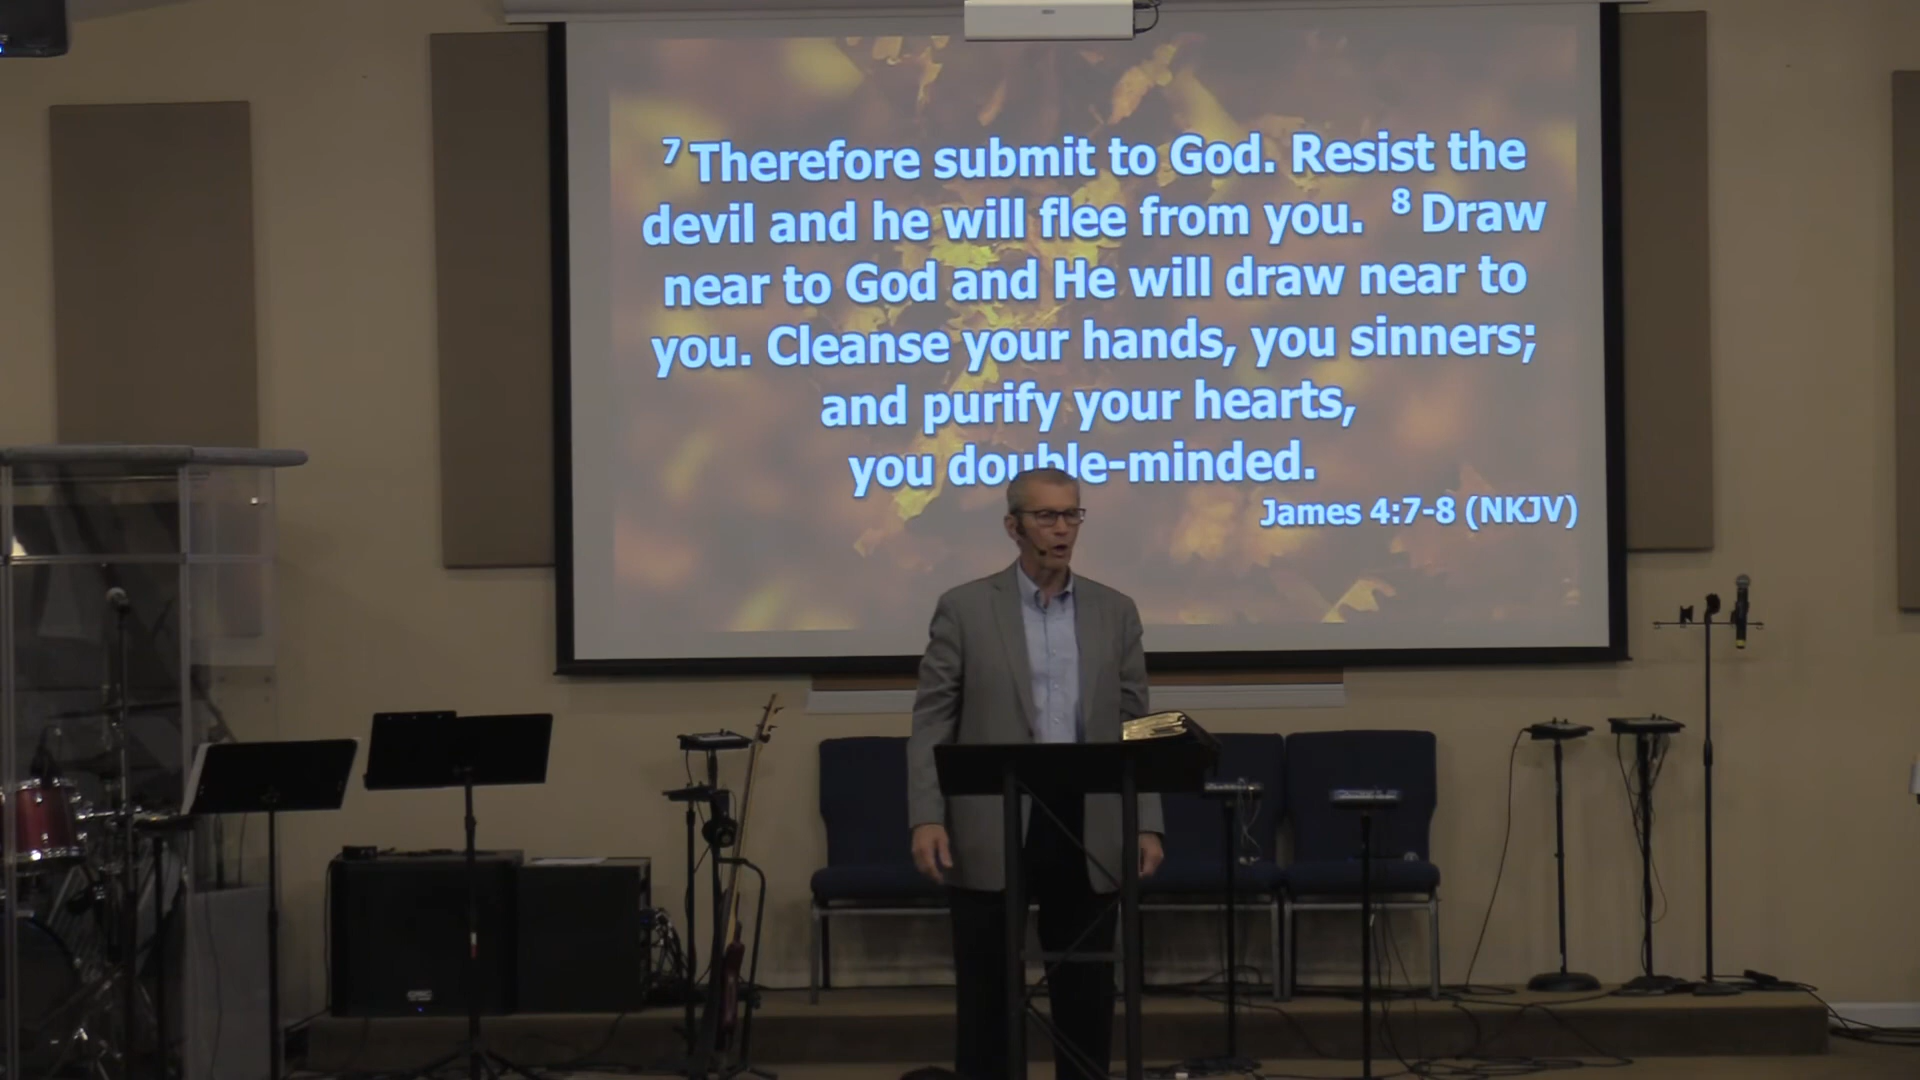 7 Therefore submit to God. Resist the
devil and he will flee from you. 8 Draw
near to God and He will draw near to
you. Cleanse your hands, you sinners;
and purify your hearts,
you double-minded.
James 4:7-8 (NKJV)